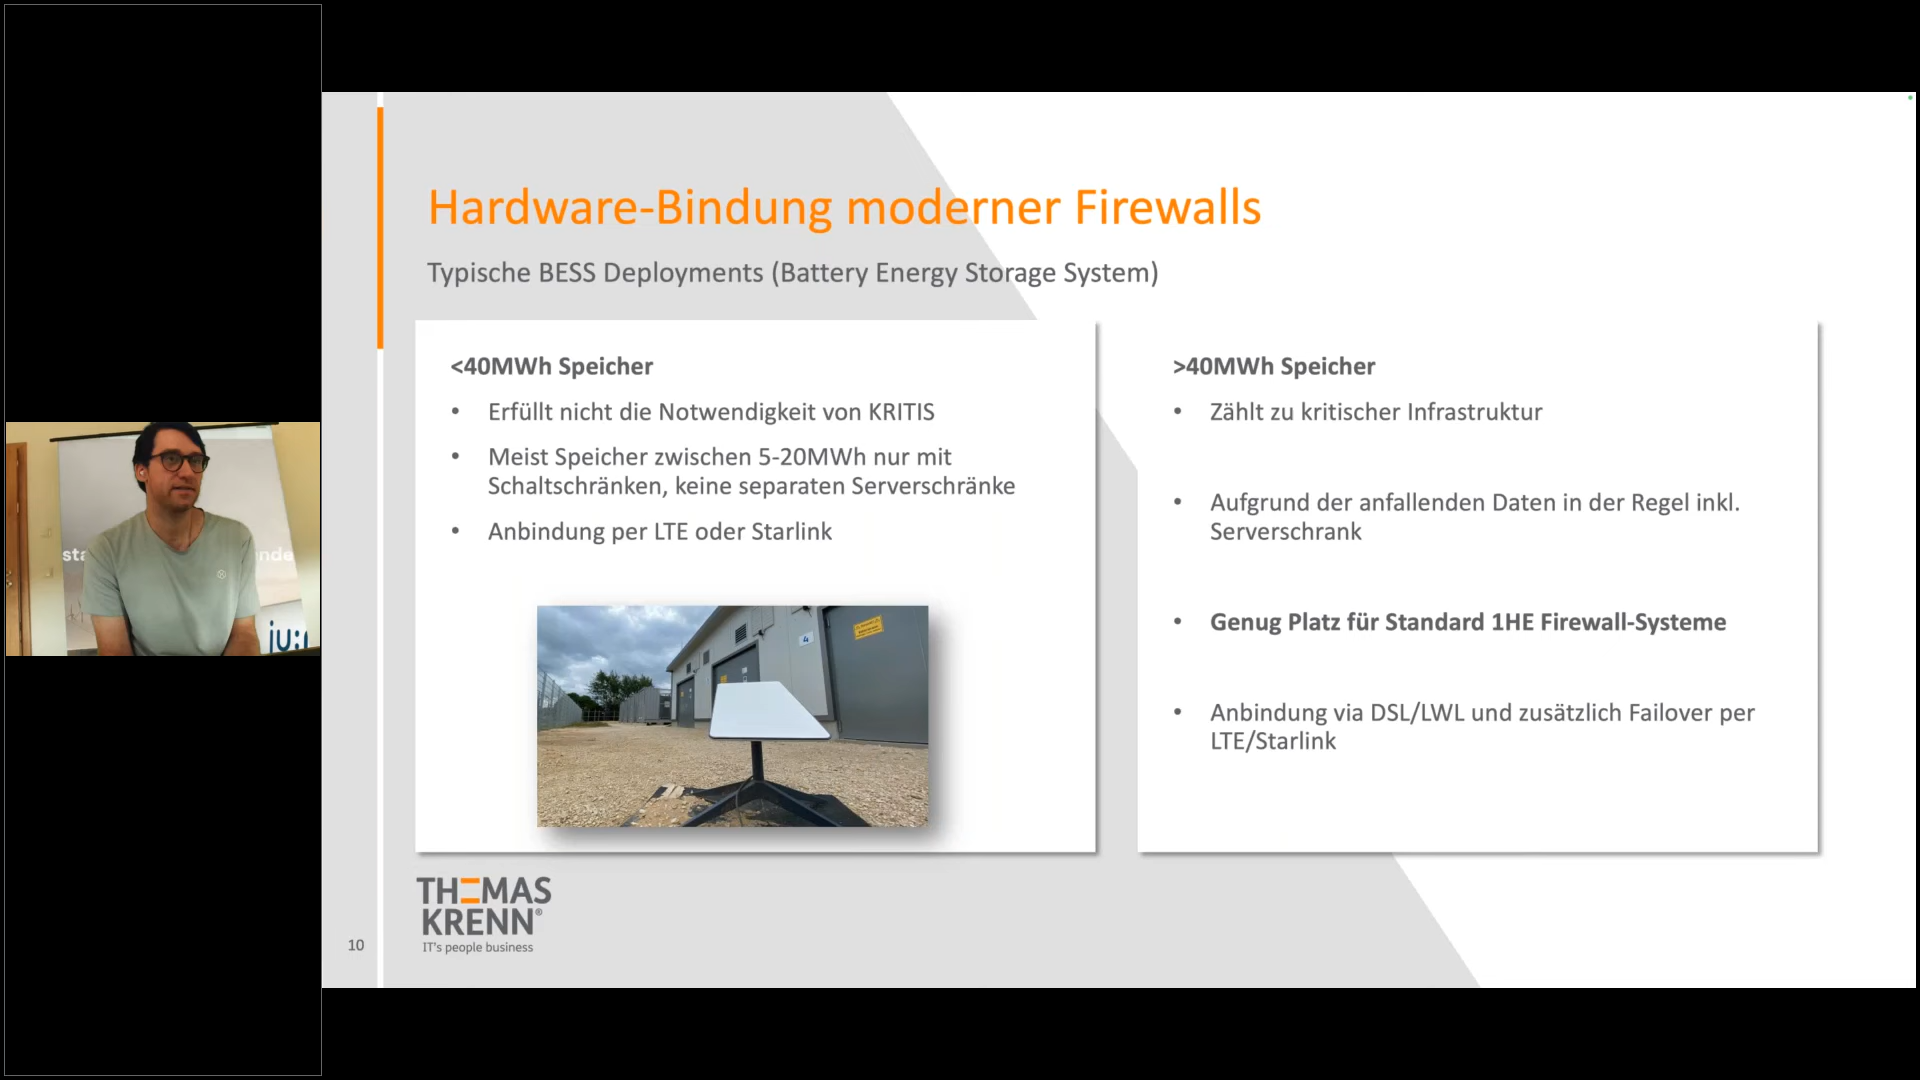 Hardware-Bindung moderner Firewalls
Typische BESS Deployments (Battery Energy Storage System)
<40MWh Speicher
• Erfüllt nicht die Notwendigkeit von KRITIS
• Meist Speicher zwischen 5-20MWh nur mit
Schaltschränken, keine separaten Serverschränke
• Anbindung per LTE oder Starlink
4
>40MWh Speicher
• Zählt zu kritischer Infrastruktur
• Aufgrund der anfallenden Daten in der Regel inkl.
Serverschrank
• Genug Platz für Standard 1HE Firewall-Systeme
• Anbindung via DSL/LWL und zusätzlich Failover per
LTE/Starlink
THOMAS
KRENN®
IT's people business
10